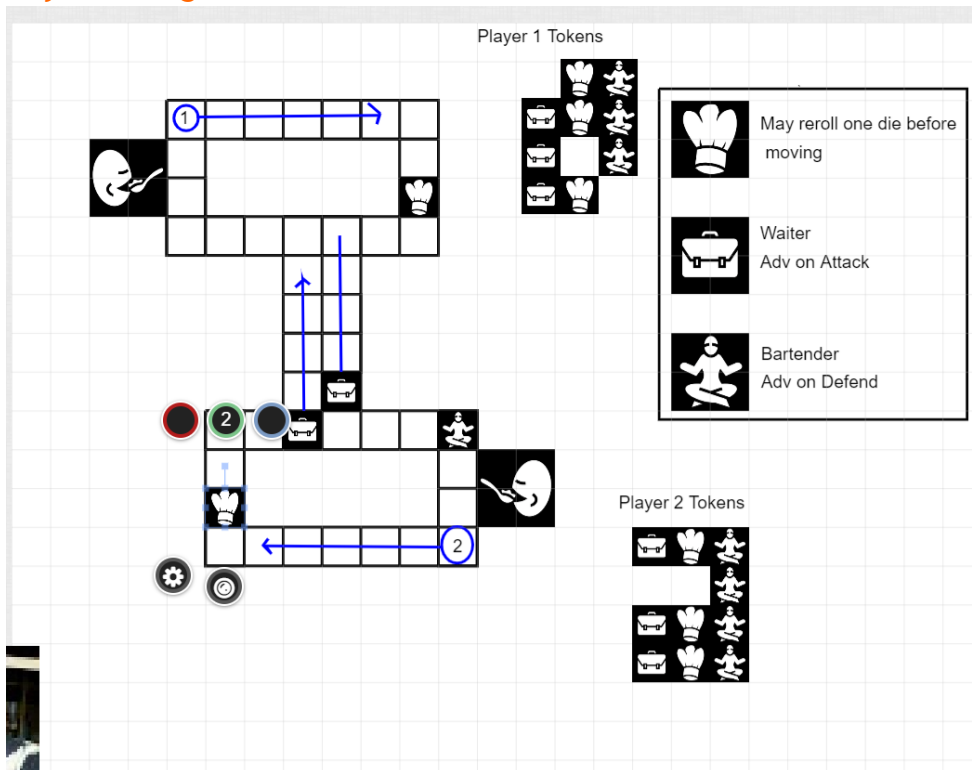 Player 1 Tokens
1
May reroll one die before
moving
Waiter
Adv on Attack
Bartender
Adv on Defend
2
Player 2 Tokens
2